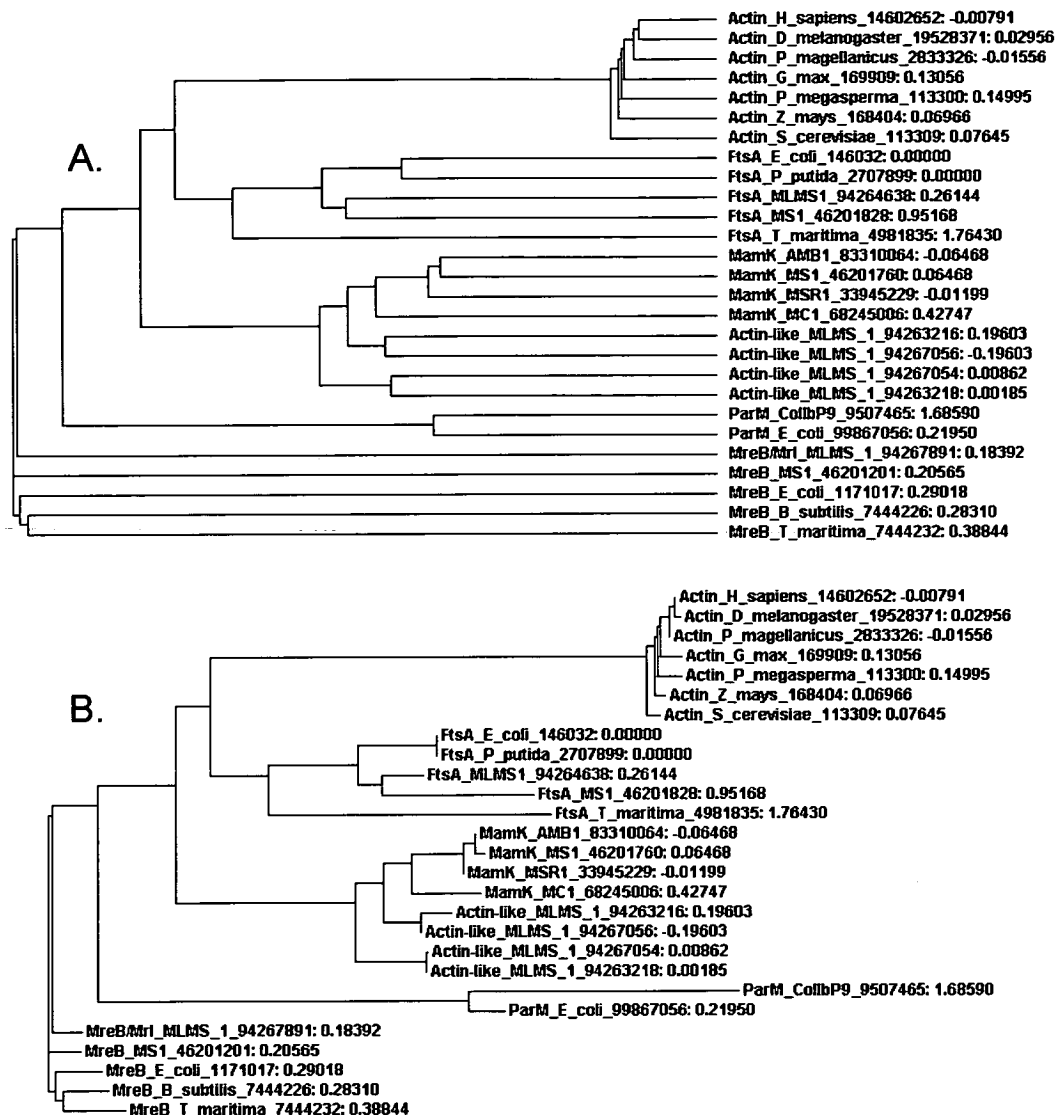 Actin_H_sapiens_14602652: -0.00791
Actin_D_melanogaster_19528371: 0.02956
Actin_P_magellanicus_2833326: -0.01556
Actin_G_max_169909: 0.13056
Actin_P_megasperma_113300: 0.14995
Actin_Z_mays_168404: 0.06966
Actin_S_cerevisiae_113309: 0.07645
A.
FtsA_E_coli_146032: 0.00000
FtsA_P_putida_2707899: 0.00000
FtsA_MLMS1_94264638: 0.26144
FtsA_MS1_46201828: 0.95168
FtsA_T_maritima_4981835: 1.76430
MamK_AMB1_83310064: -0.06468
MamK_MS1_46201760: 0.06468
MamK_MSR1_33945229: -0.01199
MamK_MC1_68245006: 0.42747
Actin-like_MLMS_1_94263216: 0.19603
Actin-like_MLMS_1_94267056: -0.19603
Actin-like_MLMS_1_94267054: 0.00862
Actin-like_MLMS_1_94263218: 0.00185
ParM_CollbP9_9507465: 1.68590
ParM_E_coli_99867056: 0.21950
MreB/Mrl_MLMS_1_94267891: 0.18392
MreB_MS1_46201201: 0.20565
MreB_E_coli_1171017: 0.29018
MreB_B_subtilis_7444226: 0.28310
MreB_T_maritima_7444232: 0.38844
Actin_H_sapiens_14602652: -0.00791
Actin_D_melanogaster_19528371: 0.02956
Actin_P_magellanicus_2833326: -0.01556
Actin_G_max_169909: 0.13056
Actin_P_megasperma_113300: 0.14995
Actin_Z_mays_168404: 0.06966
B.
Actin_S_cerevisiae_113309: 0.07645
FtsA_E_coli_146032: 0.00000
FtsA_P_putida_2707899: 0.00000
FtsA_MLMS1_94264638: 0.26144
FtsA_MS1_46201828: 0.95168
FtsA_T_maritima_4981835: 1.76430
MamK_AMB1_83310064: -0.06468
MamK_MS1_46201760: 0.06468
MamK_MSR1_33945229: -0.01199
MamK_MC1_68245006: 0.42747
Actin-like_MLMS_1_94263216: 0.19603
Actin-like_MLMS_1_94267056: -0.19603
Actin-like_MLMS_1_94267054: 0.00862
Actin-like_MLMS_1_94263218: 0.00185
ParM_CollbP9_9507465: 1.68590
ParM_E_coli_99867056: 0.21950
MreB/Mrl_MLMS_1_94267891: 0.18392
MreB_MS1_46201201: 0.20565
MreB_E_coli_1171017: 0.29018
MreB_B_subtilis_7444226: 0.28310
MreB_T_maritima_7444232: 0.38844